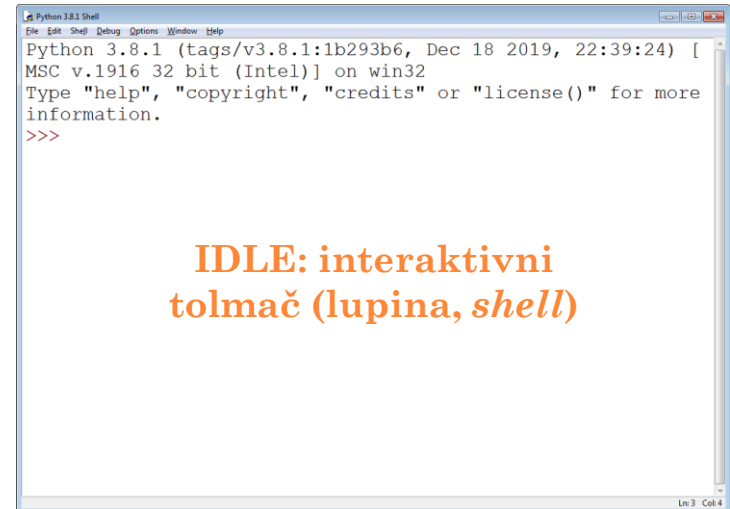 Python 3.8.1 Shell
File Edit Shell Debug Options Window Help
Python 3.8.1 (tags/v3.8.1:1b293b6, Dec 18 2019, 22:39:24) [
MSC v.1916 32 bit (Intel)] on win32
Type "help", "copyright", "credits" or "license()" for more
information.
>>>
IDLE: interaktivni
tolmač (lupina, shell)
Ln: 3 Col: 4